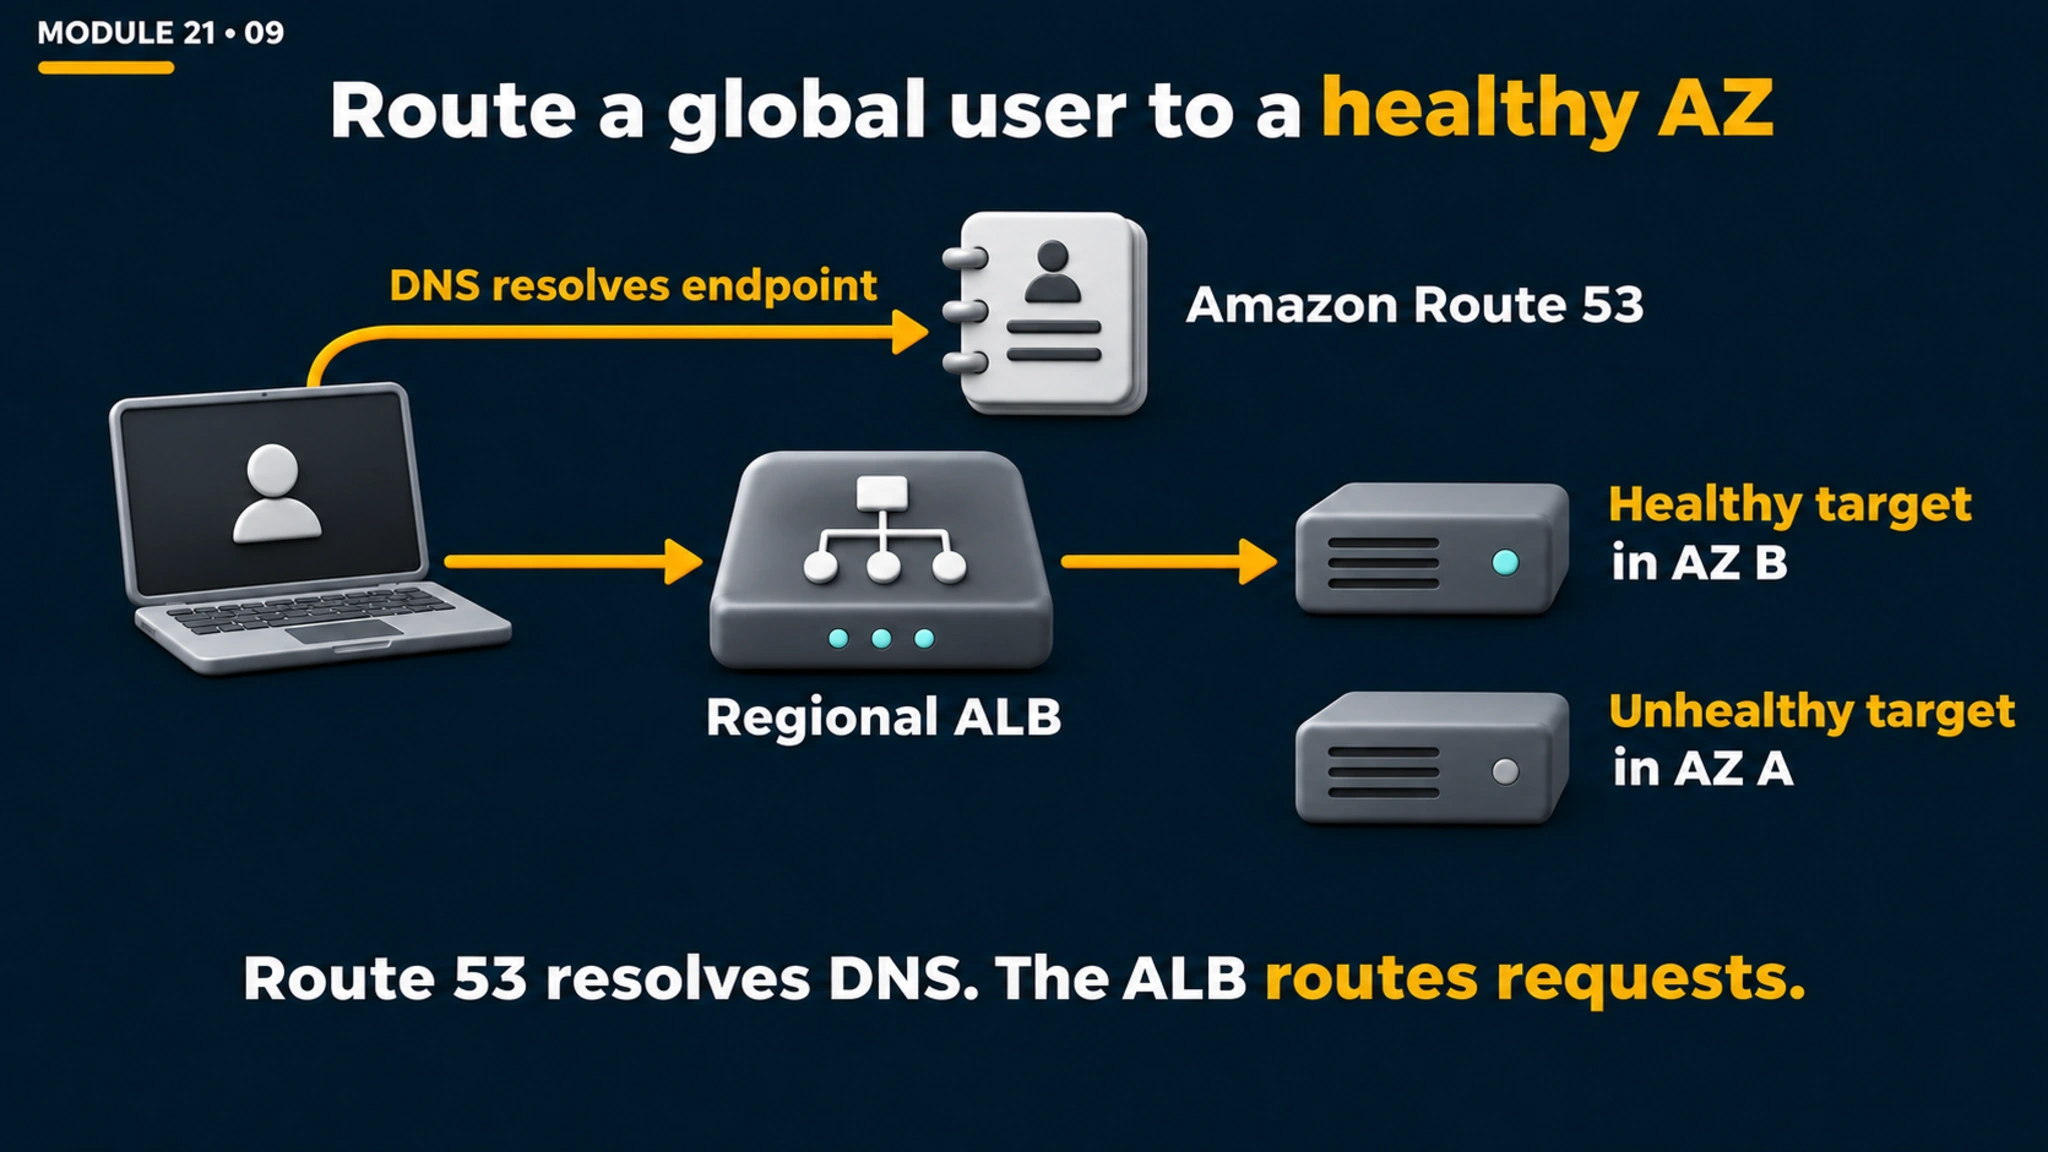 MODULE 21 • 09
Route a global user to a healthy AZ
DNS resolves endpoint
Amazon Route 53
Healthy target
in AZ B
Regional ALB
Unhealthy target
in AZ A
Route 53 resolves DNS. The ALB routes requests.